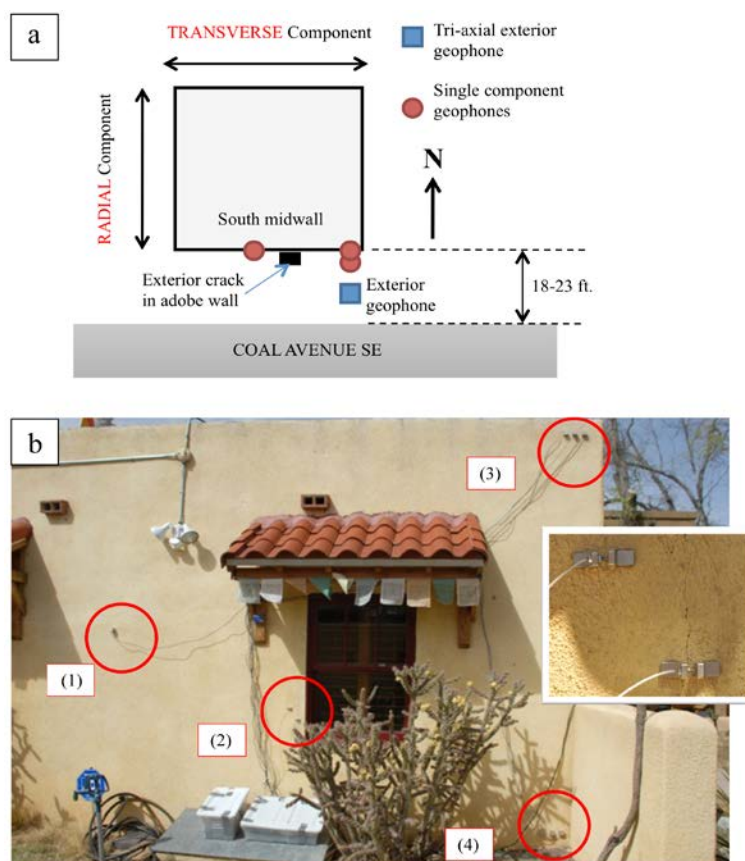 a
TRANSVERSE Component
Tri-axial exterior
geophone
Single component
geophones
RADIAL Component
N
South midwall
Exterior crack
in adobe wall
Exterior
geophone
18-23 ft.
COAL AVENUE SE
b
(3)
(1)
(2)
(4)